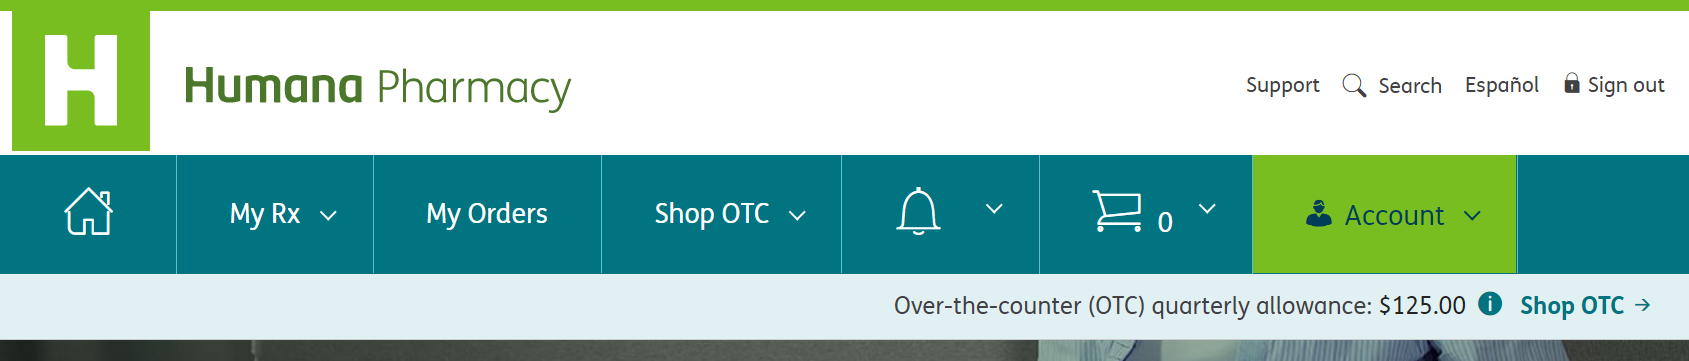 H
Humana Pharmacy
Support Search Español Sign out
My Rx My Orders Shop OTC 0 Account
Over-the-counter (OTC) quarterly allowance: $125.00 i Shop OTC →